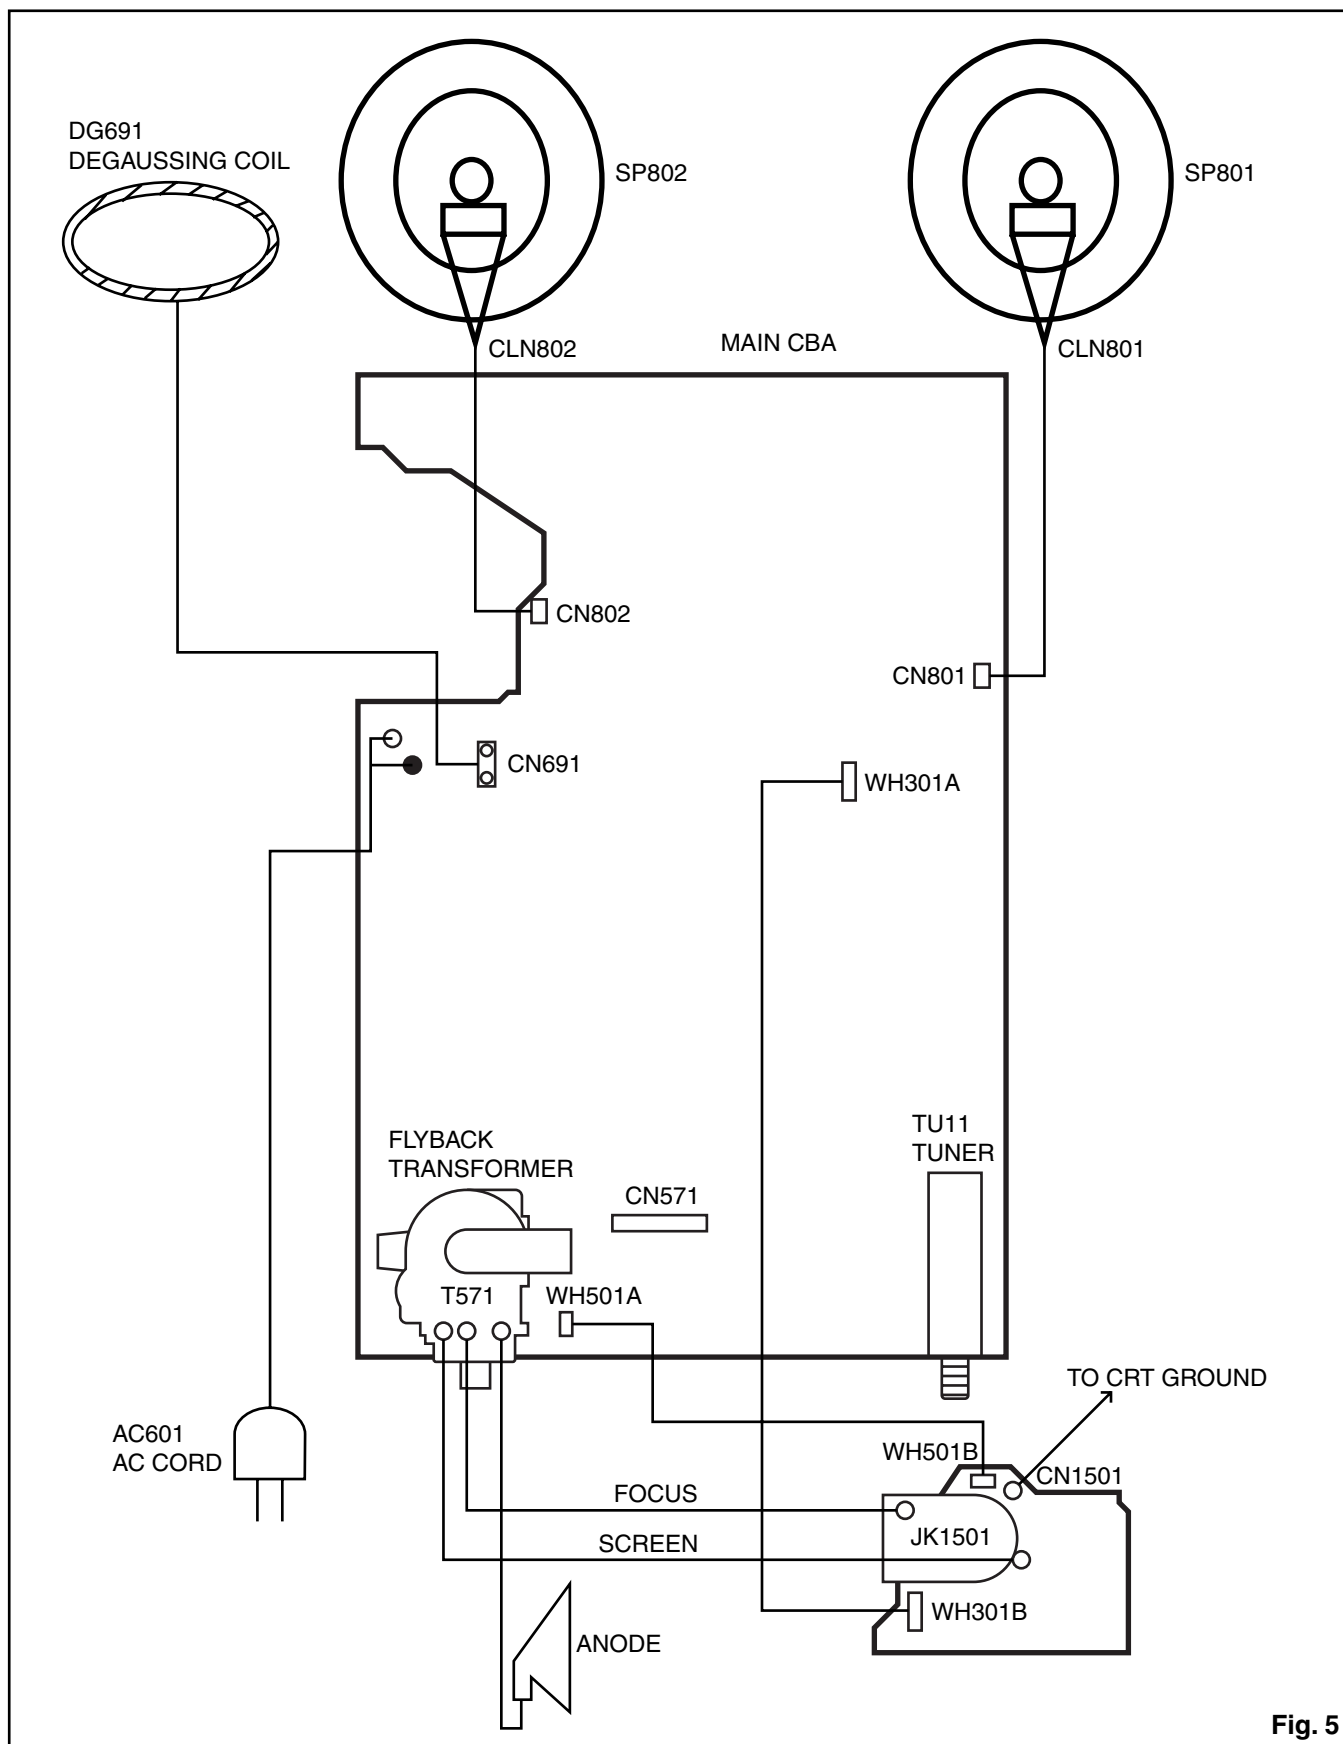 DG691
DEGAUSSING COIL
SP802
SP801
CLN802
MAIN CBA
CLN801
CN802
CN801
CN691
WH301A
TU11
TUNER
FLYBACK
TRANSFORMER
CN571
T571
WH501A
TO CRT GROUND
AC601
AC CORD
WH501B
CN1501
FOCUS
JK1501
SCREEN
WH301B
ANODE
Fig. 5